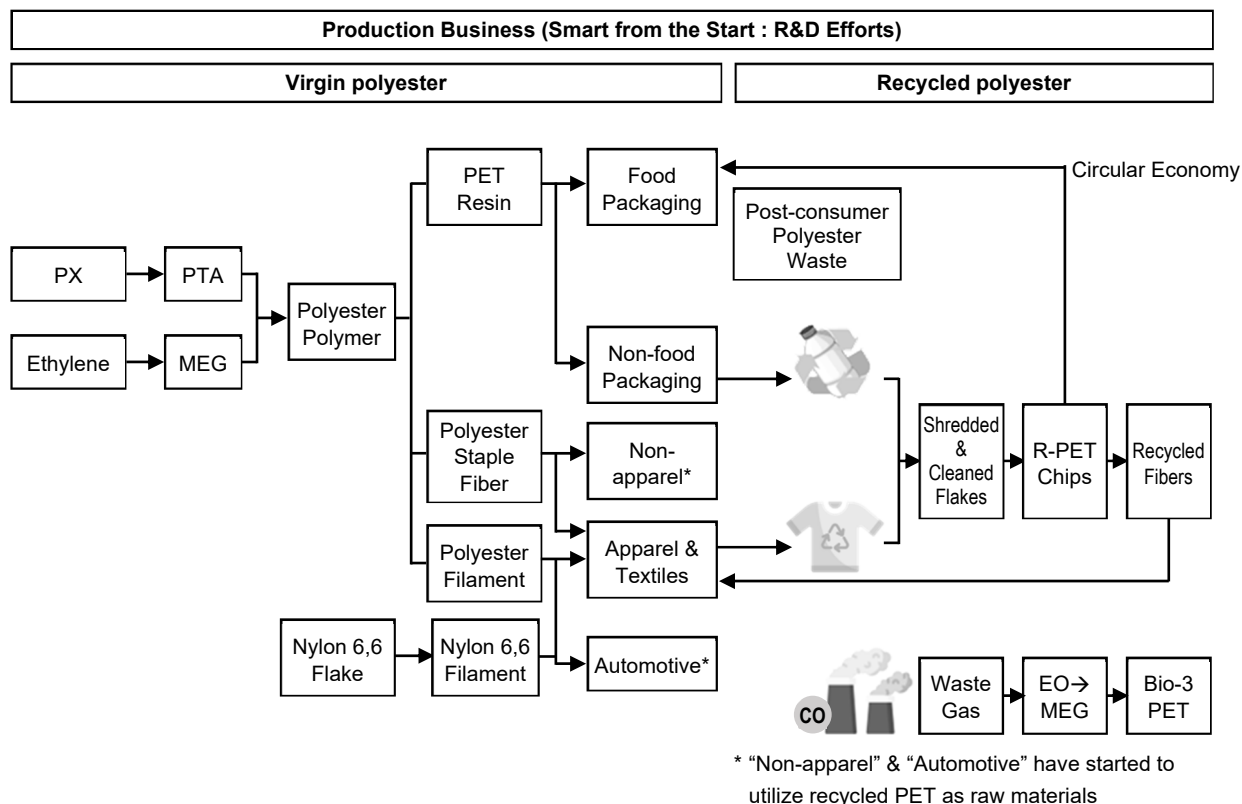 Production Business (Smart from the Start : R&D Efforts)
Virgin polyester
Recycled polyester
PET
Resin
Food
Packaging
Circular Economy
Post-consumer
Polyester
Waste
PX
PTA
Polyester
Polymer
Ethylene
MEG
Non-food
Packaging
Polyester
Staple
Fiber
Non-
apparel*
Shredded
&
Cleaned
Flakes
R-PET
Chips
Recycled
Fibers
Polyester
Filament
Apparel &
Textiles
Nylon 6,6
Flake
Nylon 6,6
Filament
Automotive*
CO
Waste
Gas
EO→
MEG
Bio-3
PET
* “Non-apparel” & “Automotive” have started to
utilize recycled PET as raw materials